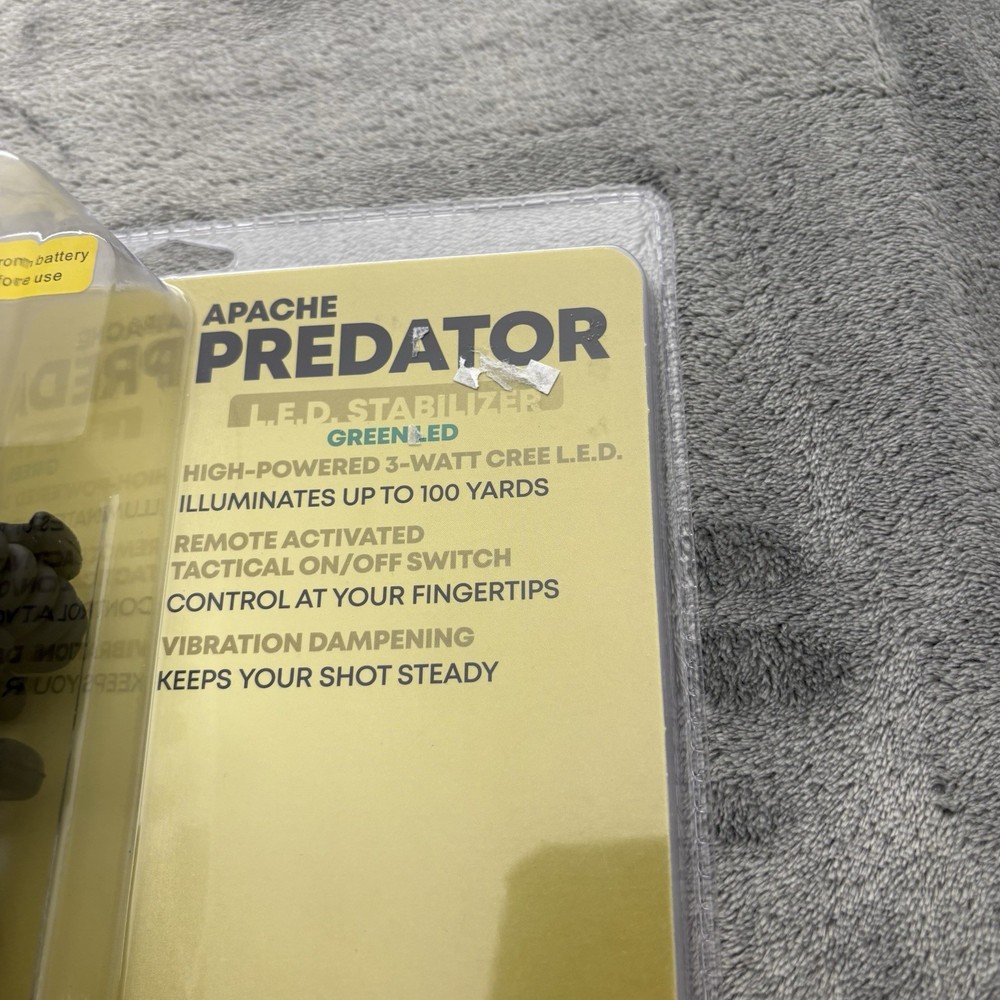 battery
use
APACHE
PREDATOR
L.E.D. STABILIZER
GREEN LED
HIGH-POWERED 3-WATT CREE L.E.D.
ILLUMINATES UP TO 100 YARDS
REMOTE ACTIVATED
TACTICAL ON/OFF SWITCH
CONTROL AT YOUR FINGERTIPS
VIBRATION DAMPENING
KEEPS YOUR SHOT STEADY